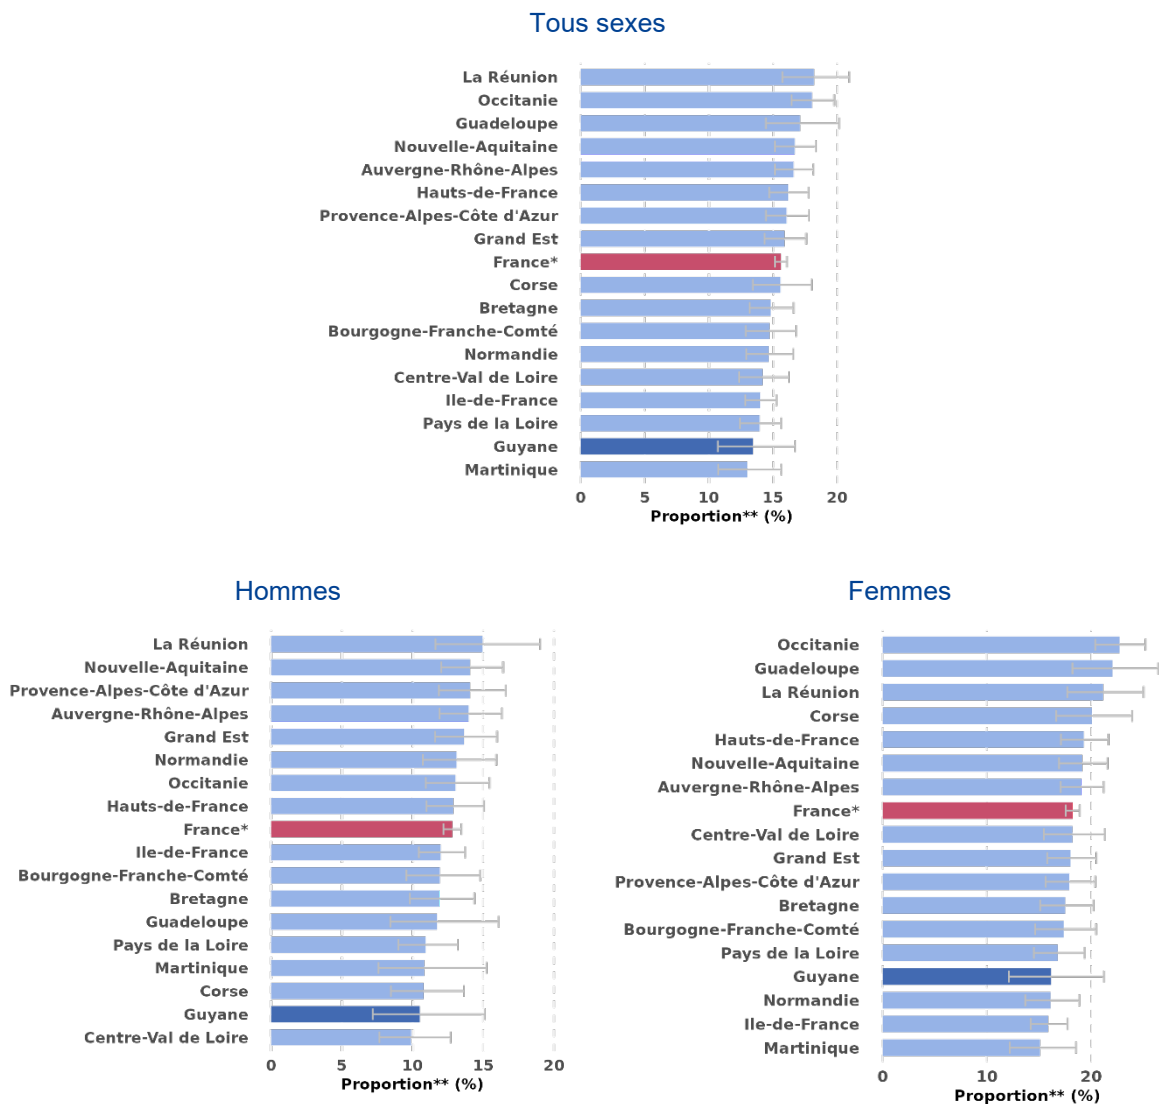 Tous sexes
La Réunion
Occitanie
Guadeloupe
Nouvelle-Aquitaine
Auvergne-Rhône-Alpes
Hauts-de-France
Provence-Alpes-Côte d'Azur
Grand Est
France*
Corse
Bretagne
Bourgogne-Franche-Comté
Normandie
Centre-Val de Loire
Ile-de-France
Pays de la Loire
Guyane
Martinique
0 5 10 15 20
Proportion** (%)
Hommes
La Réunion
Nouvelle-Aquitaine
Provence-Alpes-Côte d'Azur
Auvergne-Rhône-Alpes
Grand Est
Normandie
Occitanie
Hauts-de-France
France*
Ile-de-France
Bourgogne-Franche-Comté
Bretagne
Guadeloupe
Pays de la Loire
Martinique
Corse
Guyane
Centre-Val de Loire
0 5 10 15 20
Proportion** (%)
Femmes
Occitanie
Guadeloupe
La Réunion
Corse
Hauts-de-France
Nouvelle-Aquitaine
Auvergne-Rhône-Alpes
France*
Centre-Val de Loire
Grand Est
Provence-Alpes-Côte d'Azur
Bretagne
Bourgogne-Franche-Comté
Pays de la Loire
Guyane
Normandie
Ile-de-France
Martinique
0 10 20
Proportion** (%)